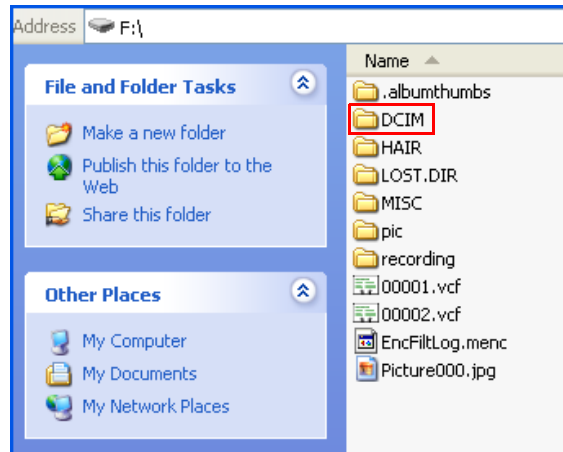 Address F:\
File and Folder Tasks
Make a new folder
Publish this folder to the
Web
Share this folder
Other Places
My Computer
My Documents
My Network Places
Name
.albumthumbs
DCIM
HAIR
LOST.DIR
MISC
pic
recording
00001.vcf
00002.vcf
EncFiltLog.menc
Picture000.jpg